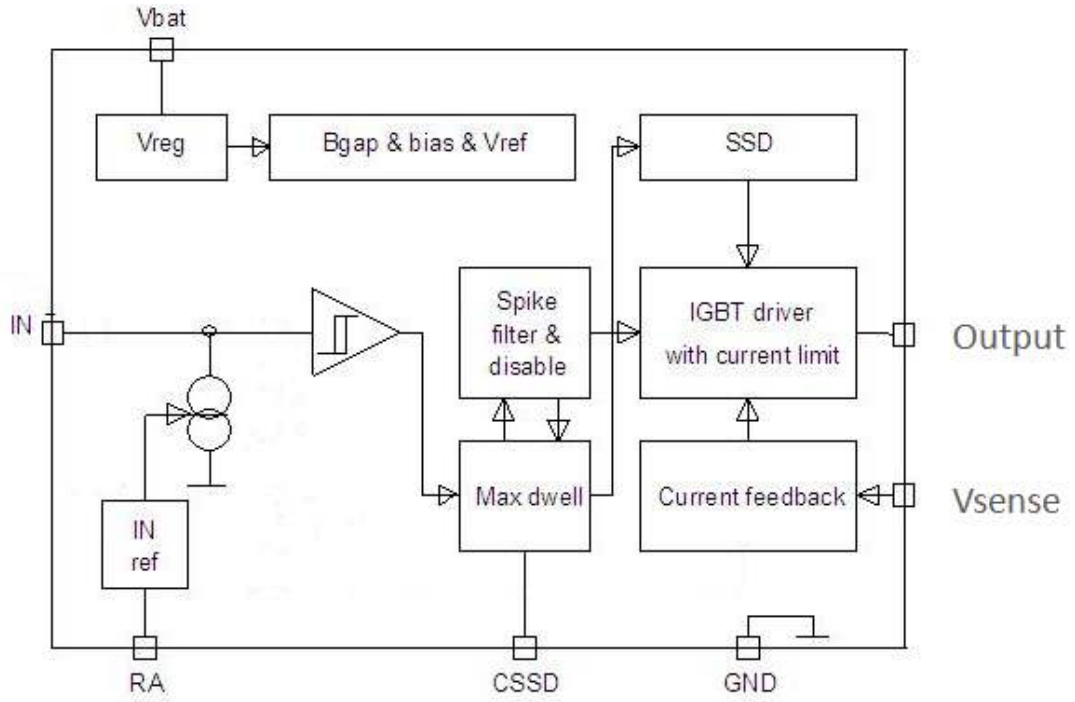 Vbat
Vreg
Bgap & bias & Vref
SSD
IN
Spike
filter &
disable
IGBT driver
with current limit
Output
Max dwell
Current feedback
Vsense
IN
ref
RA
CSSD
GND